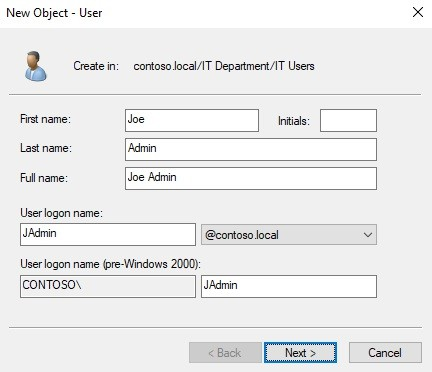 New Object - User
Create in: contoso.local/IT Department/IT Users
First name: Joe Initials:
Last name: Admin
Full name: Joe Admin
User logon name:
JAdmin @contoso.local
User logon name (pre-Windows 2000):
CONTOSO\ JAdmin
< Back Next > Cancel